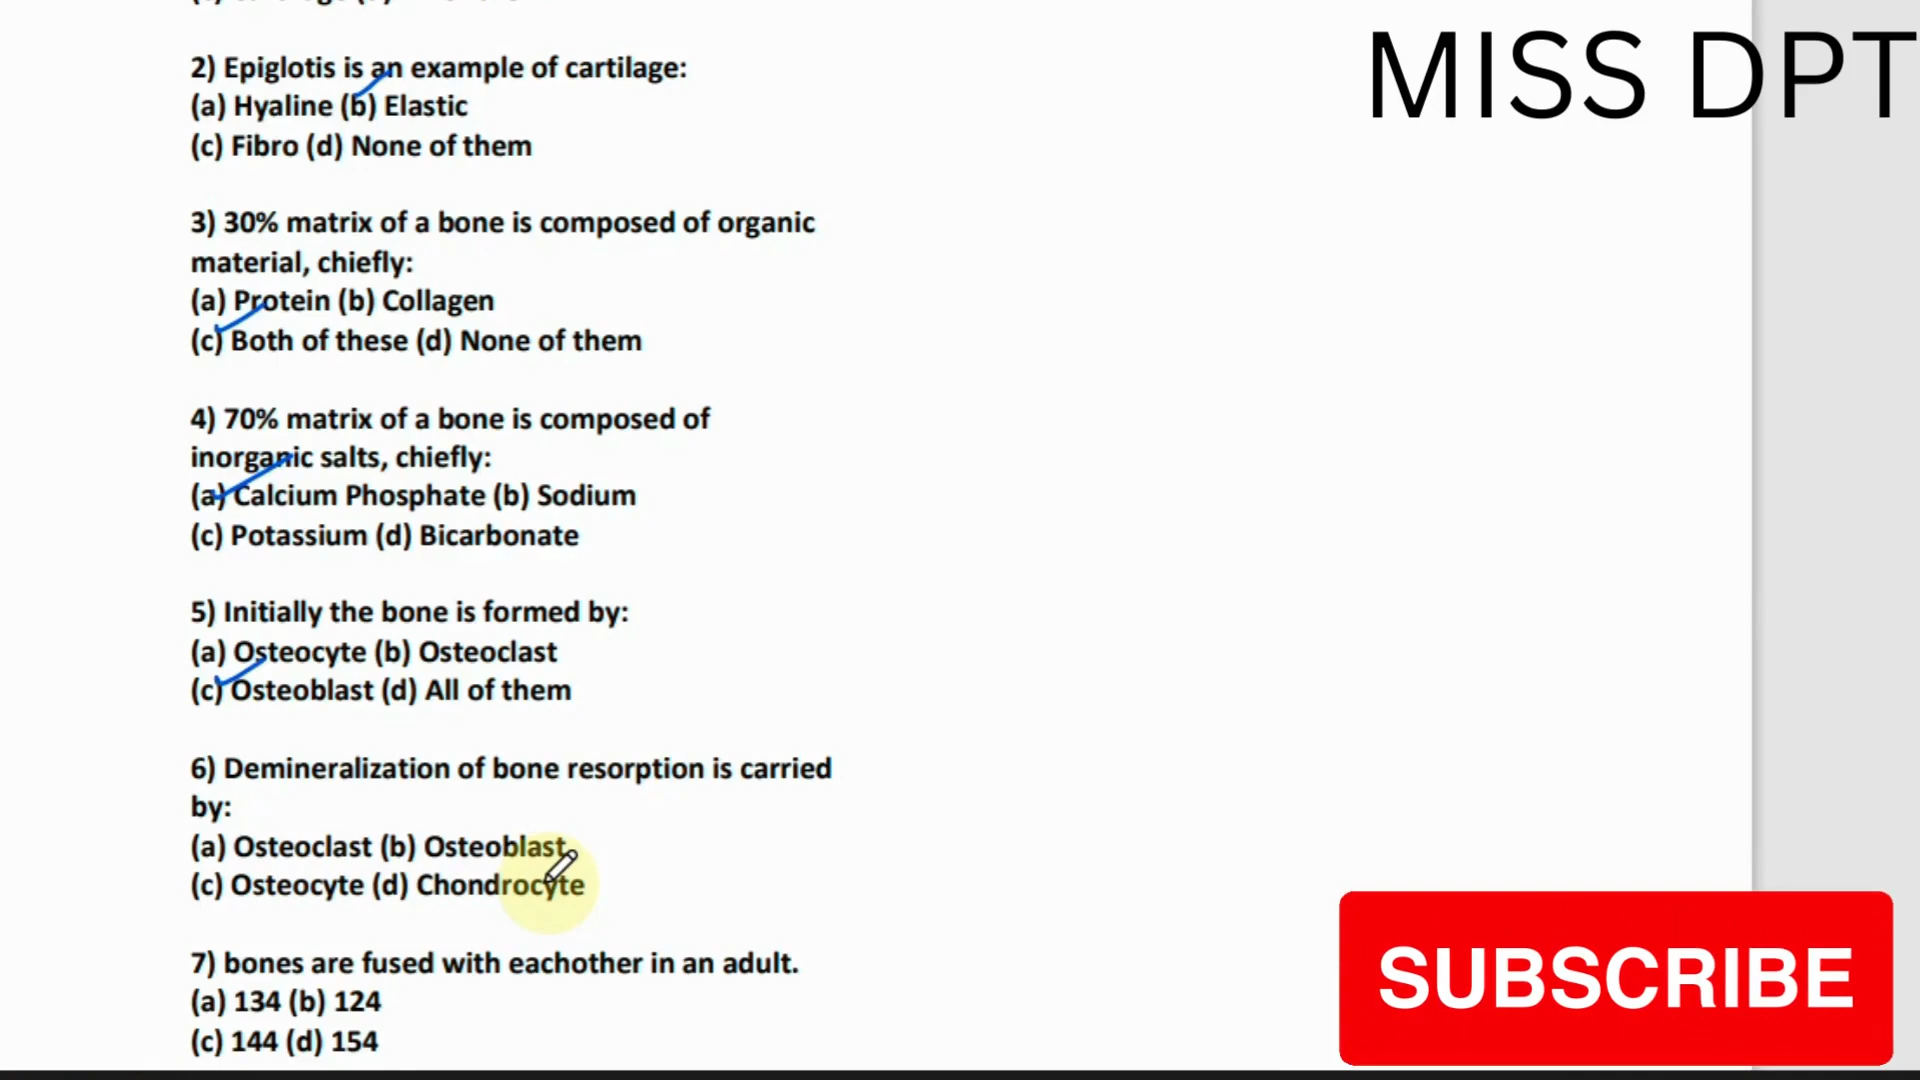 2) Epiglotis is an example of cartilage:
(a) Hyaline (b) Elastic
(c) Fibro (d) None of them
3) 30% matrix of a bone is composed of organic
material, chiefly:
(a) Protein (b) Collagen
(c) Both of these (d) None of them
4) 70% matrix of a bone is composed of
inorganic salts, chiefly:
(a) Calcium Phosphate (b) Sodium
(c) Potassium (d) Bicarbonate
5) Initially the bone is formed by:
(a) Osteocyte (b) Osteoclast
(c) Osteoblast (d) All of them
6) Demineralization of bone resorption is carried
by:
(a) Osteoclast (b) Osteoblast
(c) Osteocyte (d) Chondrocyte
7) bones are fused with eachother in an adult.
(a) 134 (b) 124
(c) 144 (d) 154
MISS DPT
SUBSCRIBE